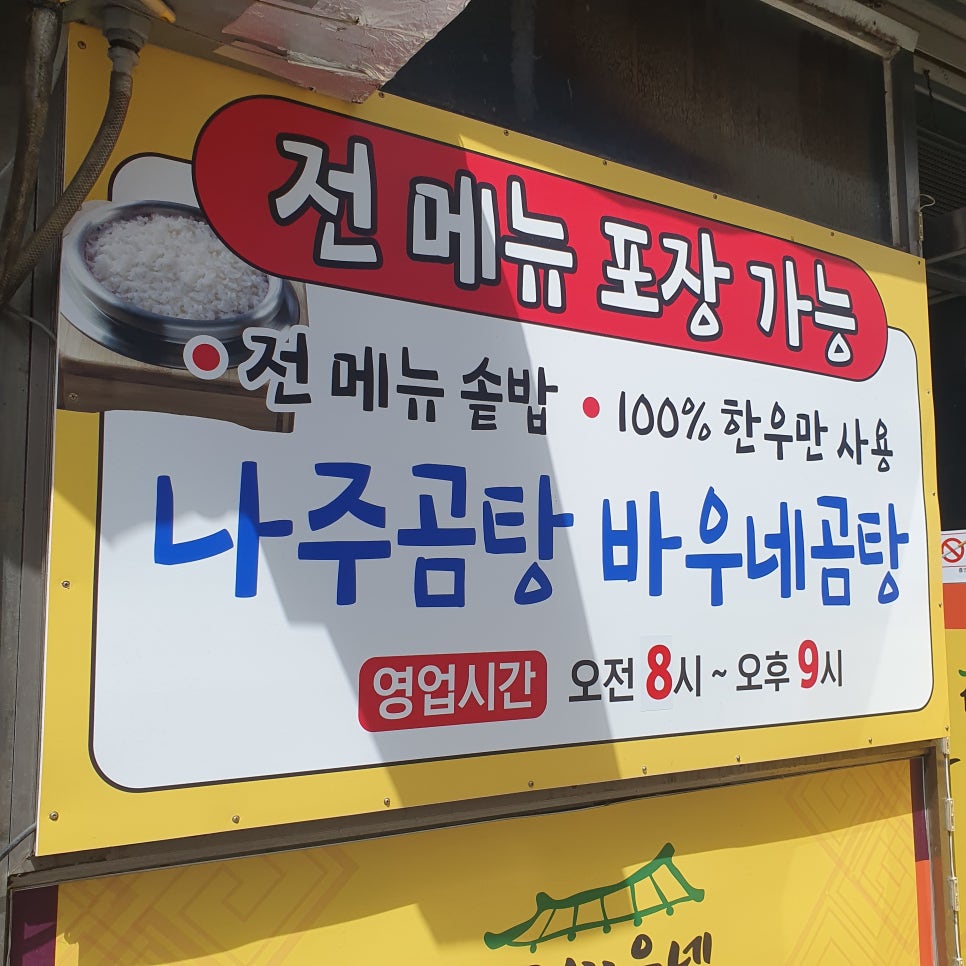 전 메뉴 포장 가능
전 메뉴 솥밥 100% 한우만 사용
나주곰탕 바우네곰탕
영업시간 오전 8시 ~ 오후 9시